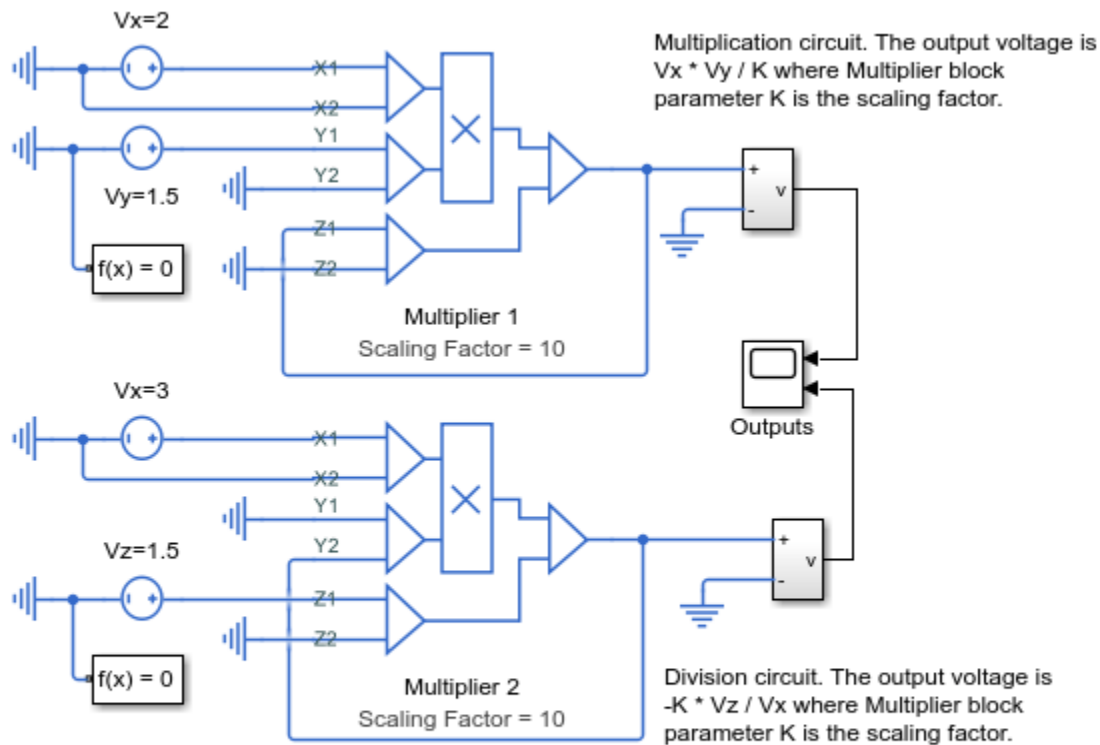 Vx=2
Multiplication circuit. The output voltage is
Vx * Vy / K where Multiplier block
parameter K is the scaling factor.
X1
X2
Y1
Y2
Vy=1.5
f(x) = 0
Z1
Z2
+
v
-
Multiplier 1
Scaling Factor = 10
Outputs
Vx=3
X1
X2
Y1
Y2
Vz=1.5
Z1
Z2
f(x) = 0
+
v
-
Multiplier 2
Scaling Factor = 10
Division circuit. The output voltage is
-K * Vz / Vx where Multiplier block
parameter K is the scaling factor.